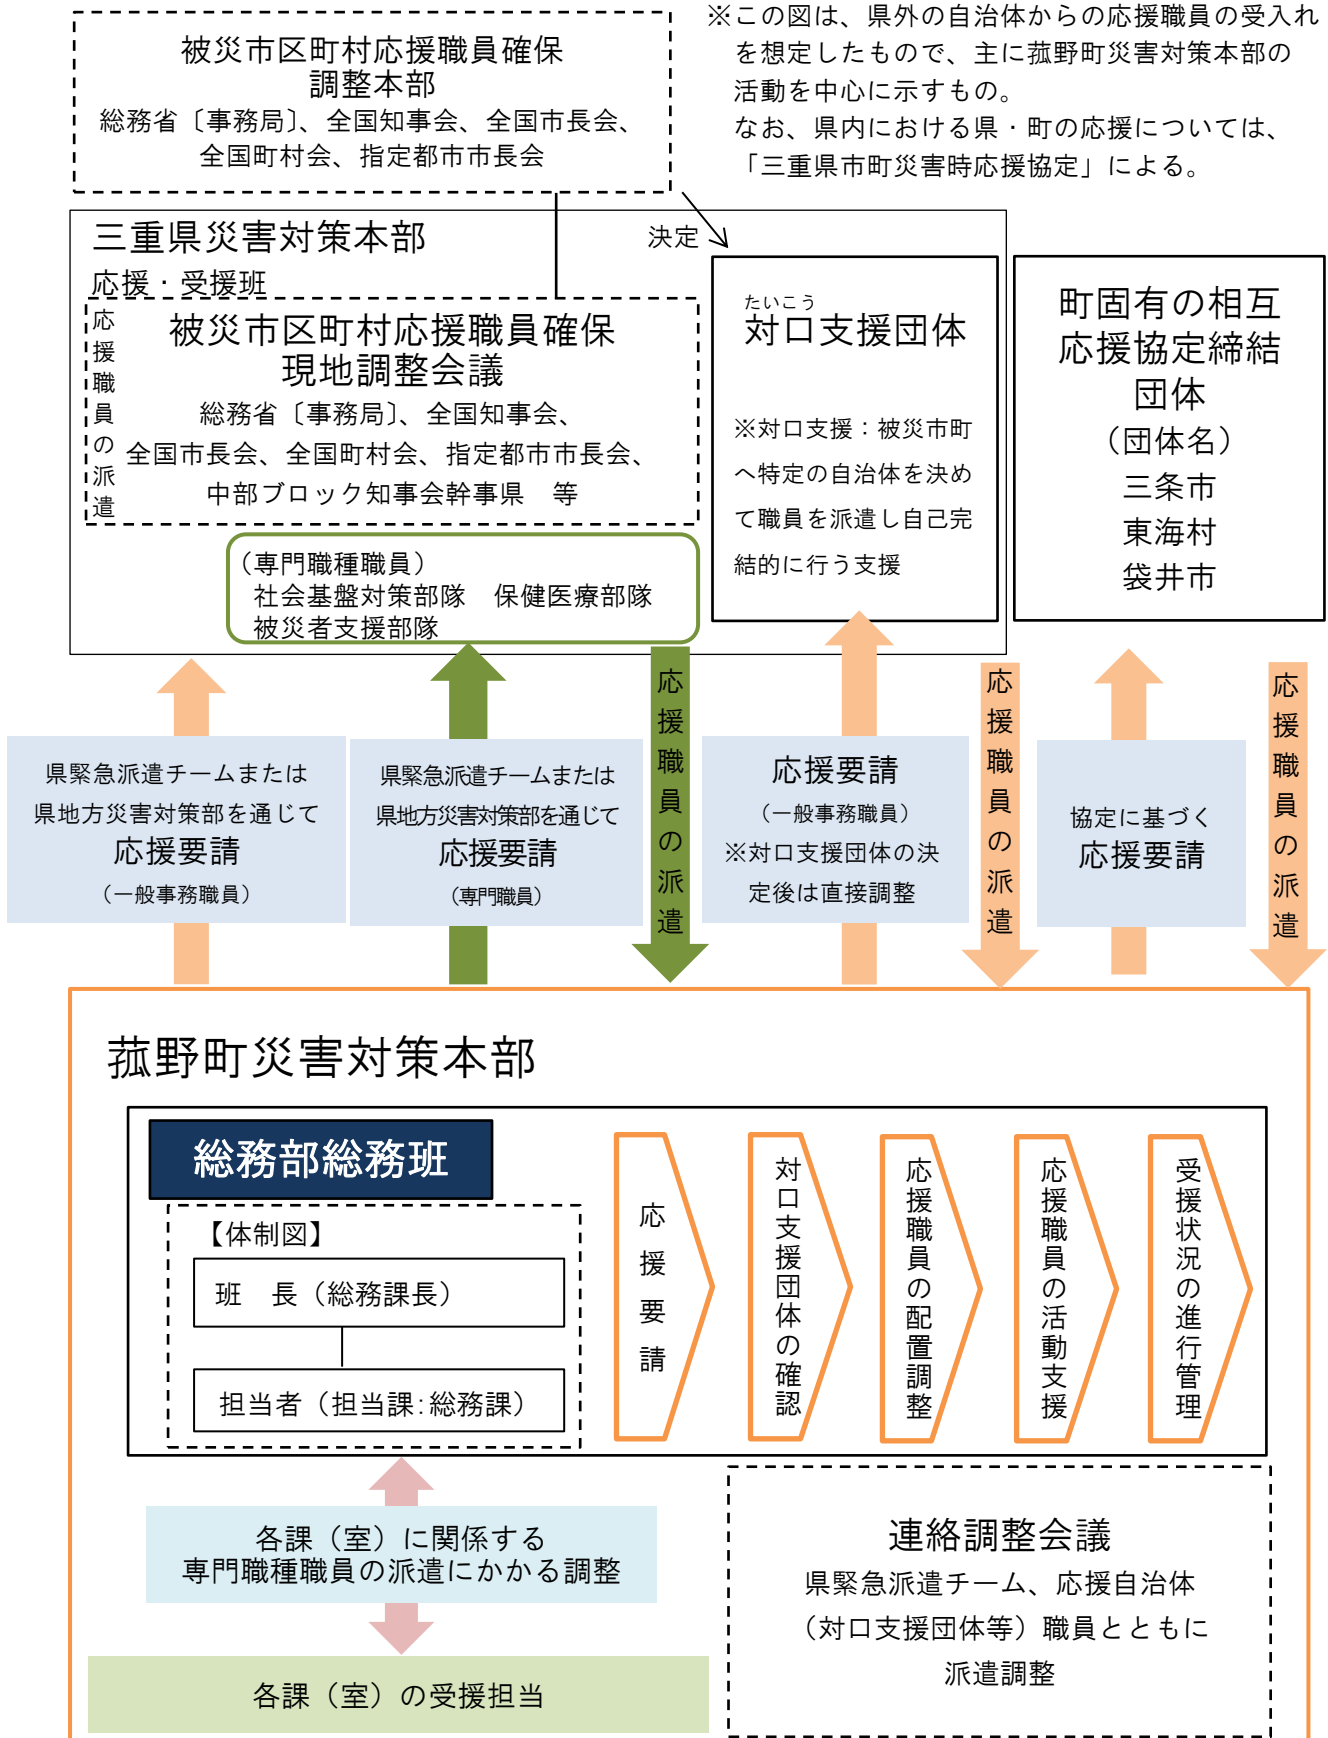 被災市区町村応援職員確保
調整本部
総務省〔事務局〕、全国知事会、全国市長会、
全国町村会、指定都市市長会
※この図は、県外の自治体からの応援職員の受入れ
を想定したもので、主に菰野町災害対策本部の
活動を中心に示すもの。
なお、県内における県・町の応援については、
「三重県市町災害時応援協定」による。
三重県災害対策本部
応援・受援班
決定
応援職員の派遣
被災市区町村応援職員確保
現地調整会議
総務省〔事務局〕、全国知事会、
全国市長会、全国町村会、指定都市市長会、
中部ブロック知事会幹事県　等
（専門職種職員）
社会基盤対策部隊　保健医療部隊
被災者支援部隊
たいこう
対口支援団体
※対口支援：被災市町
へ特定の自治体を決め
て職員を派遣し自己完
結的に行う支援
町固有の相互
応援協定締結
団体
（団体名）
三条市
東海村
袋井市
県緊急派遣チームまたは
県地方災害対策部を通じて
応援要請
（一般事務職員）
県緊急派遣チームまたは
県地方災害対策部を通じて
応援要請
（専門職員）
応援職員の派遣
応援要請
（一般事務職員）
※対口支援団体の決
定後は直接調整
応援職員の派遣
協定に基づく
応援要請
応援職員の派遣
菰野町災害対策本部
総務部総務班
【体制図】
班　長（総務課長）
担当者（担当課:総務課）
応援要請
対口支援団体の確認
応援職員の配置調整
応援職員の活動支援
受援状況の進行管理
各課（室）に関係する
専門職種職員の派遣にかかる調整
各課（室）の受援担当
連絡調整会議
県緊急派遣チーム、応援自治体
（対口支援団体等）職員とともに
派遣調整